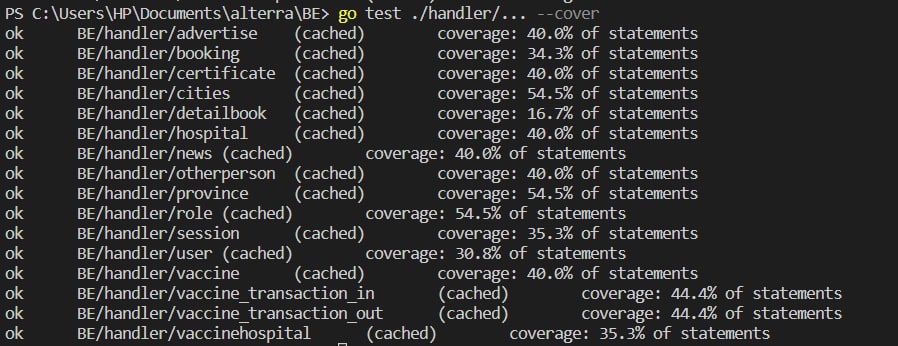 PS C:\Users\HP\Documents\alterra\BE> go test ./handler/... --cover
ok BE/handler/advertise (cached) coverage: 40.0% of statements
ok BE/handler/booking (cached) coverage: 34.3% of statements
ok BE/handler/certificate (cached) coverage: 40.0% of statements
ok BE/handler/cities (cached) coverage: 54.5% of statements
ok BE/handler/detailbook (cached) coverage: 16.7% of statements
ok BE/handler/hospital (cached) coverage: 40.0% of statements
ok BE/handler/news (cached) coverage: 40.0% of statements
ok BE/handler/otherperson (cached) coverage: 40.0% of statements
ok BE/handler/province (cached) coverage: 54.5% of statements
ok BE/handler/role (cached) coverage: 54.5% of statements
ok BE/handler/session (cached) coverage: 35.3% of statements
ok BE/handler/user (cached) coverage: 30.8% of statements
ok BE/handler/vaccine (cached) coverage: 40.0% of statements
ok BE/handler/vaccine_transaction_in (cached) coverage: 44.4% of statements
ok BE/handler/vaccine_transaction_out (cached) coverage: 44.4% of statements
ok BE/handler/vaccinehospital (cached) coverage: 35.3% of statements